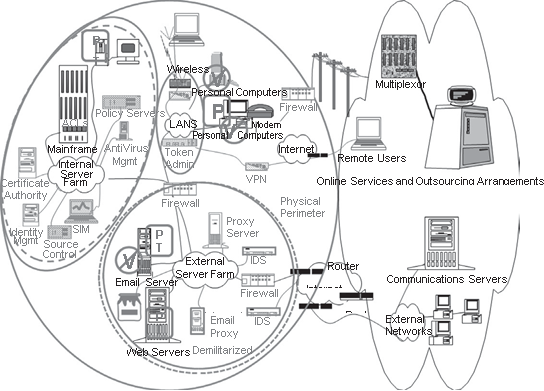 Wireless
Personal Computers
Firewall
Multiplexor
Policy Servers
ACLs
Mainframe
AntiVirus
Mgmt
LANS
P
Personal
Modern
Computers
Token
Admin
Internet
Remote Users
Internal
Server
Farm
Certificate
Authority
VPN
Online Services and Outsourcing Arrangements
Firewall
Physical
Perimeter
Identity
Mgmt
SIM
Source
Control
Proxy
Server
P
T
External
Server Farm
IDS
Email Server
Firewall
Router
Internet
Communications Servers
Web Servers
Email
Proxy
IDS
Demilitarized
External
Networks